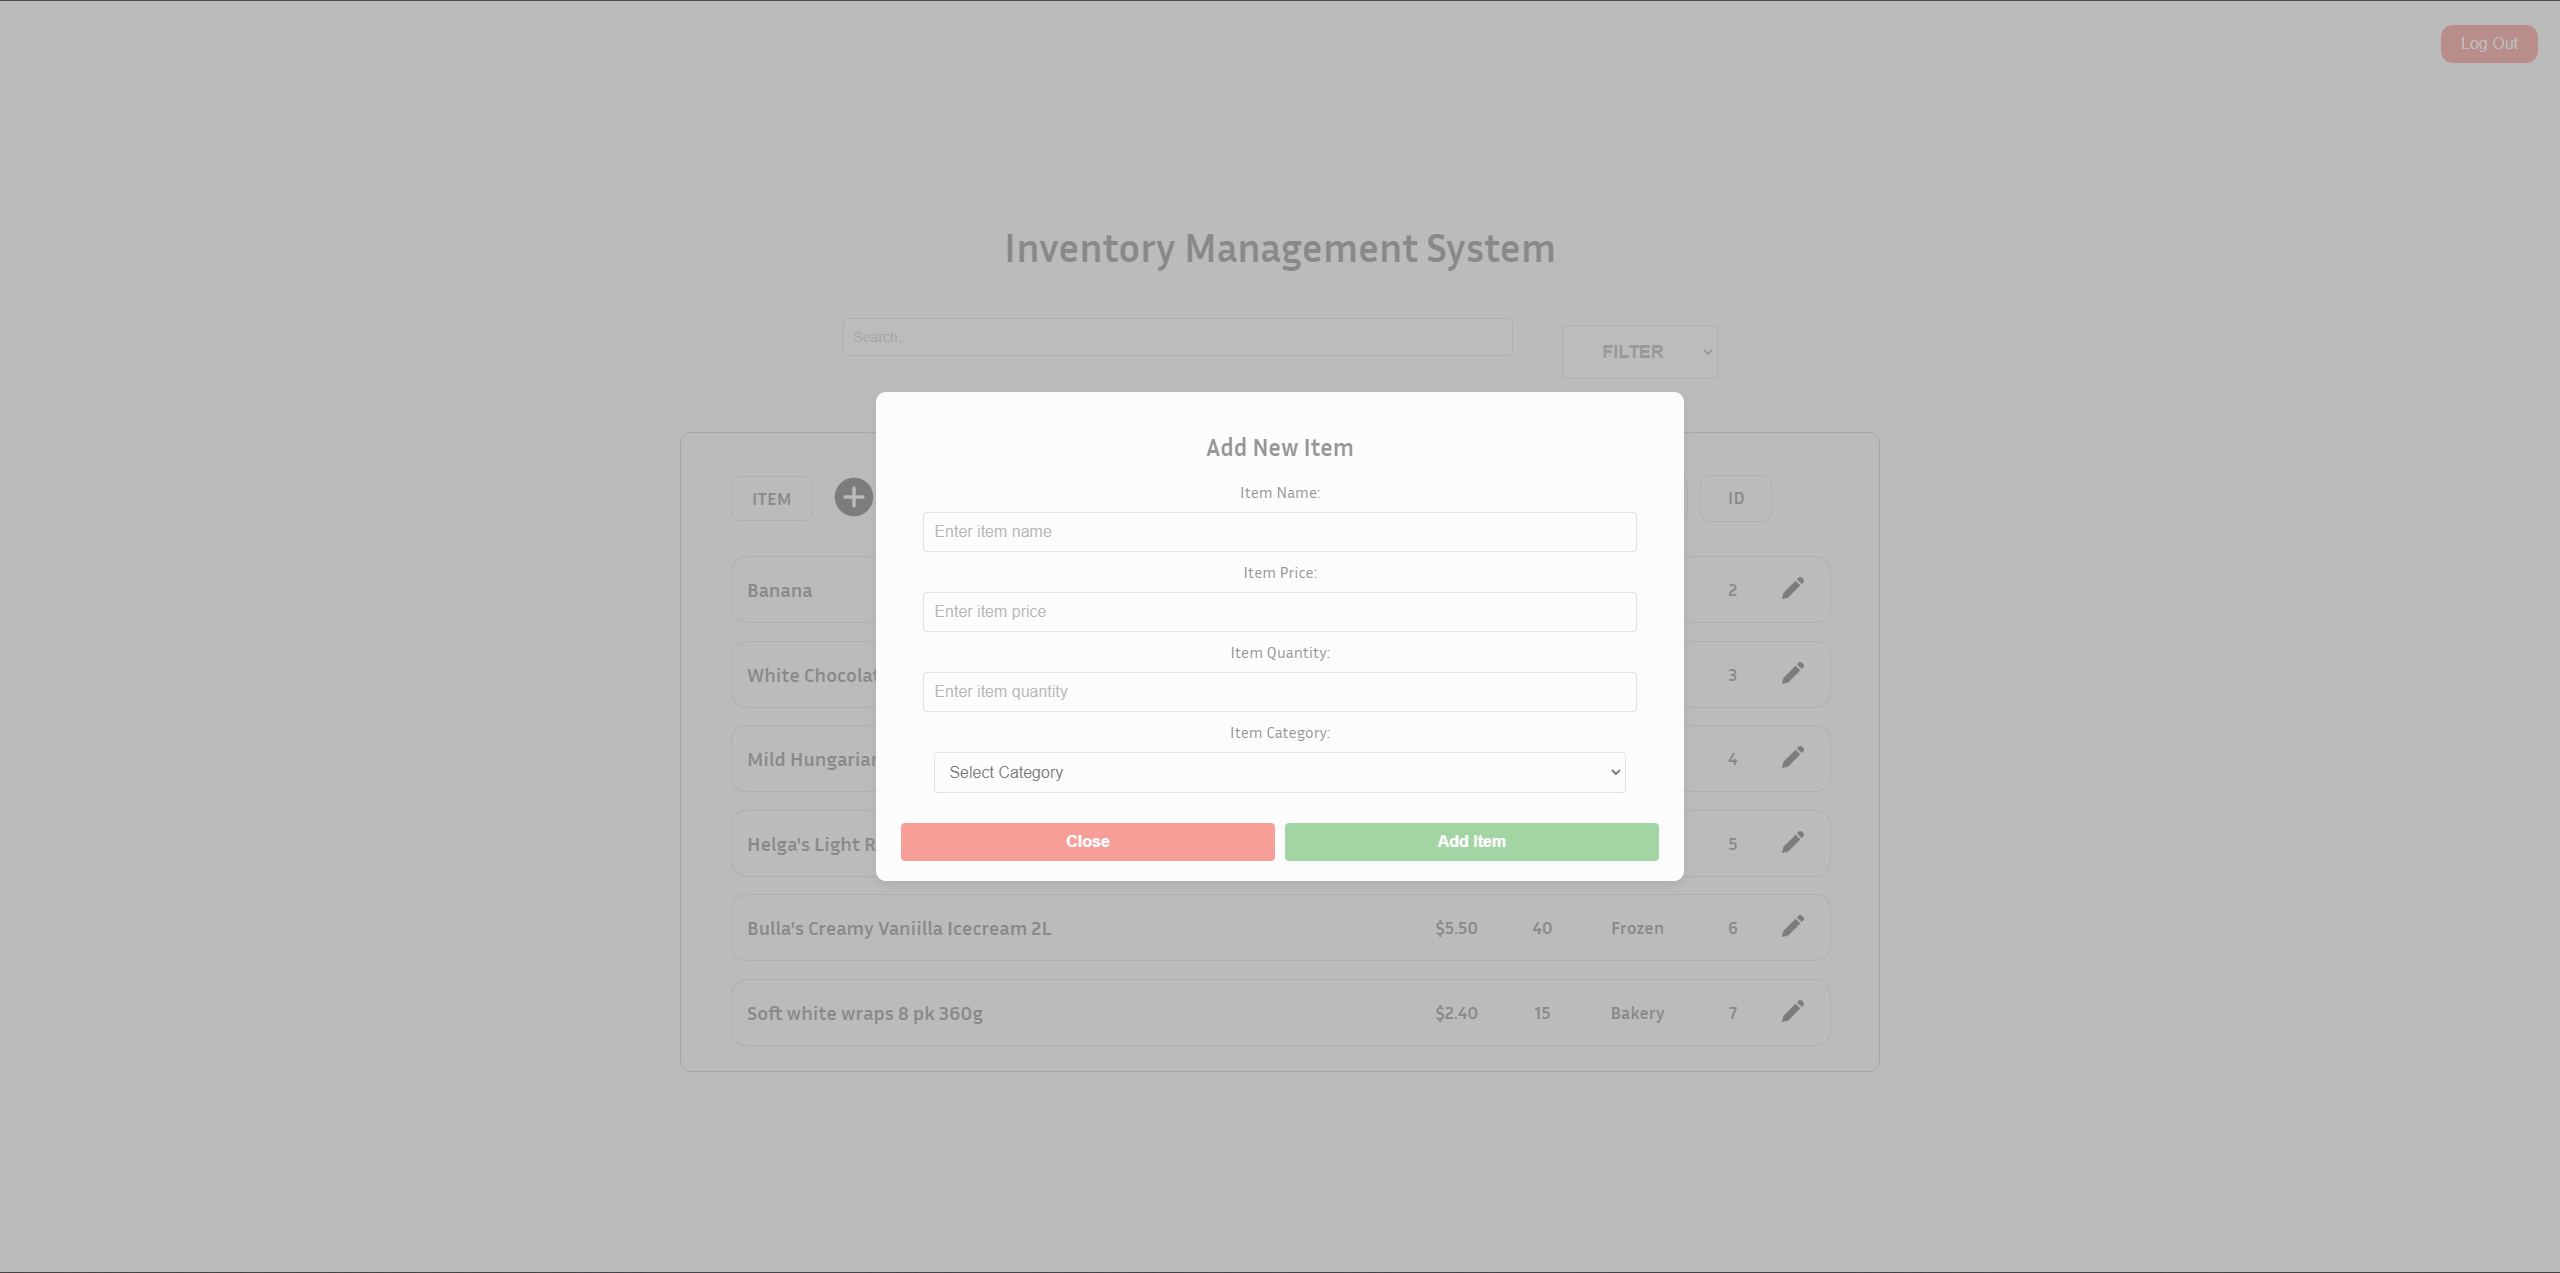 Log Out
Inventory Management System
Search...
FILTER
Add New Item
ITEM
ID
Item Name:
Enter item name
Item Price:
Enter item price
Item Quantity:
Enter item quantity
Item Category:
Select Category
Close
Add Item
Banana 2
White 3
Mild 4
Helga's Light 5
Bulla's Creamy Vaniilla Icecream 2L $5.50 40 Frozen 6
Soft white wraps 8 pk 360g $2.40 15 Bakery 7